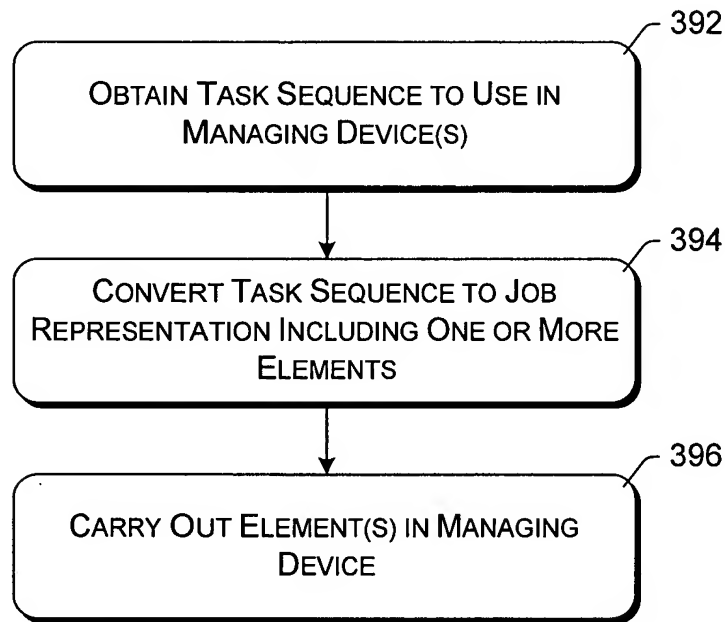 392
OBTAIN TASK SEQUENCE TO USE IN
MANAGING DEVICE(S)
394
CONVERT TASK SEQUENCE TO JOB
REPRESENTATION INCLUDING ONE OR MORE
ELEMENTS
396
CARRY OUT ELEMENT(S) IN MANAGING
DEVICE